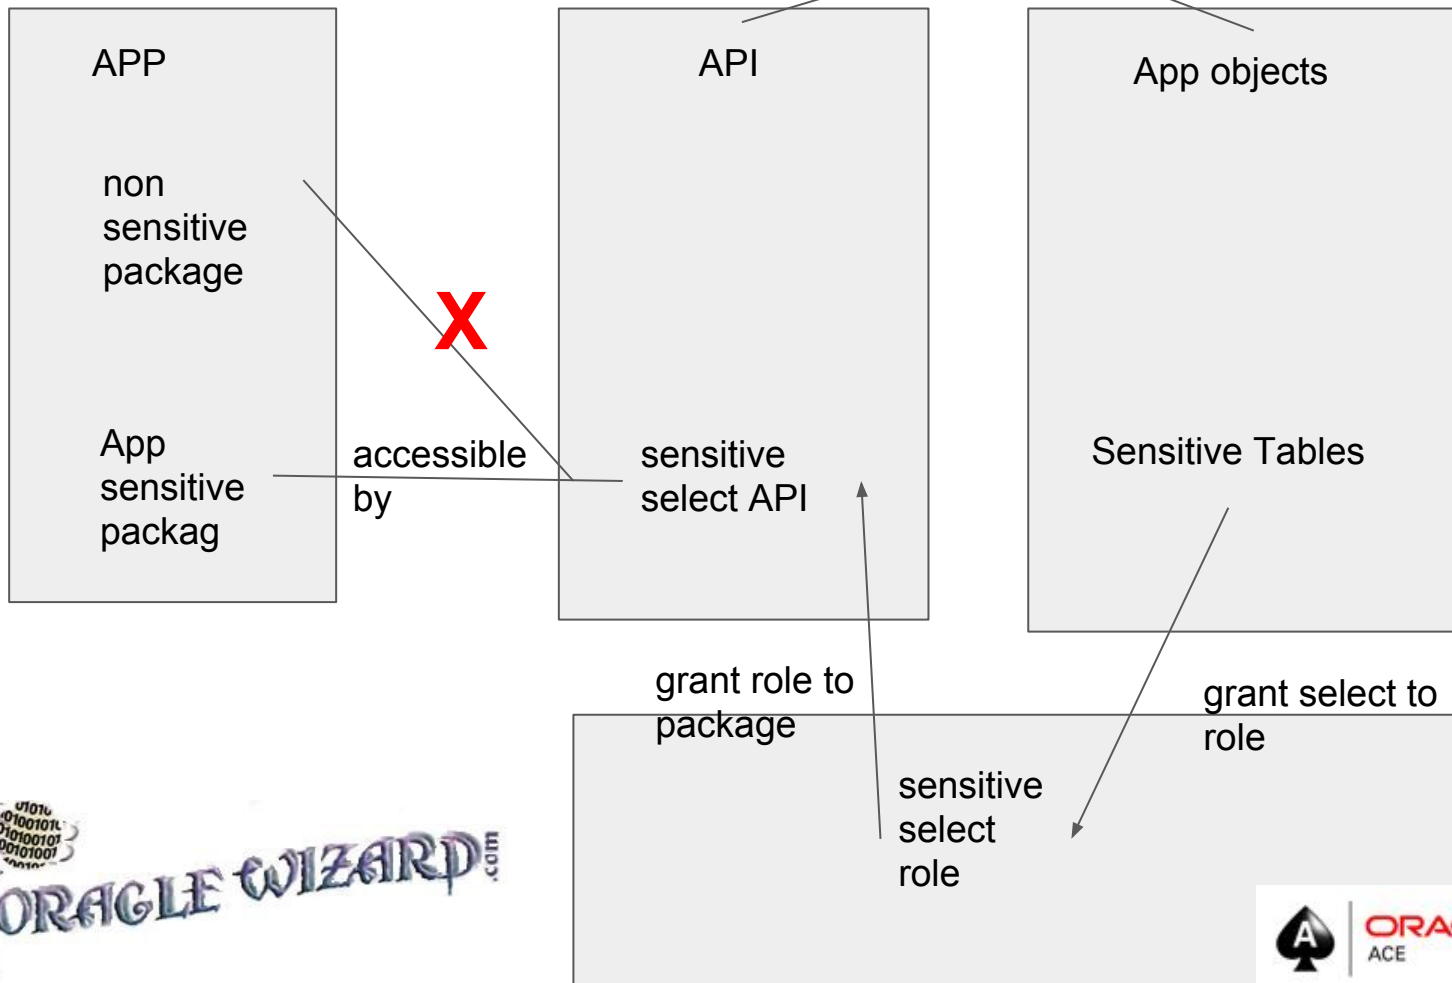 APP
API
App objects
non
sensitive
package
X
App
sensitive
packag
accessible
by
sensitive
select API
Sensitive Tables
grant role to
package
grant select to
role
sensitive
select
role
ORACLE WIZARD.com
A
ORA
ACE